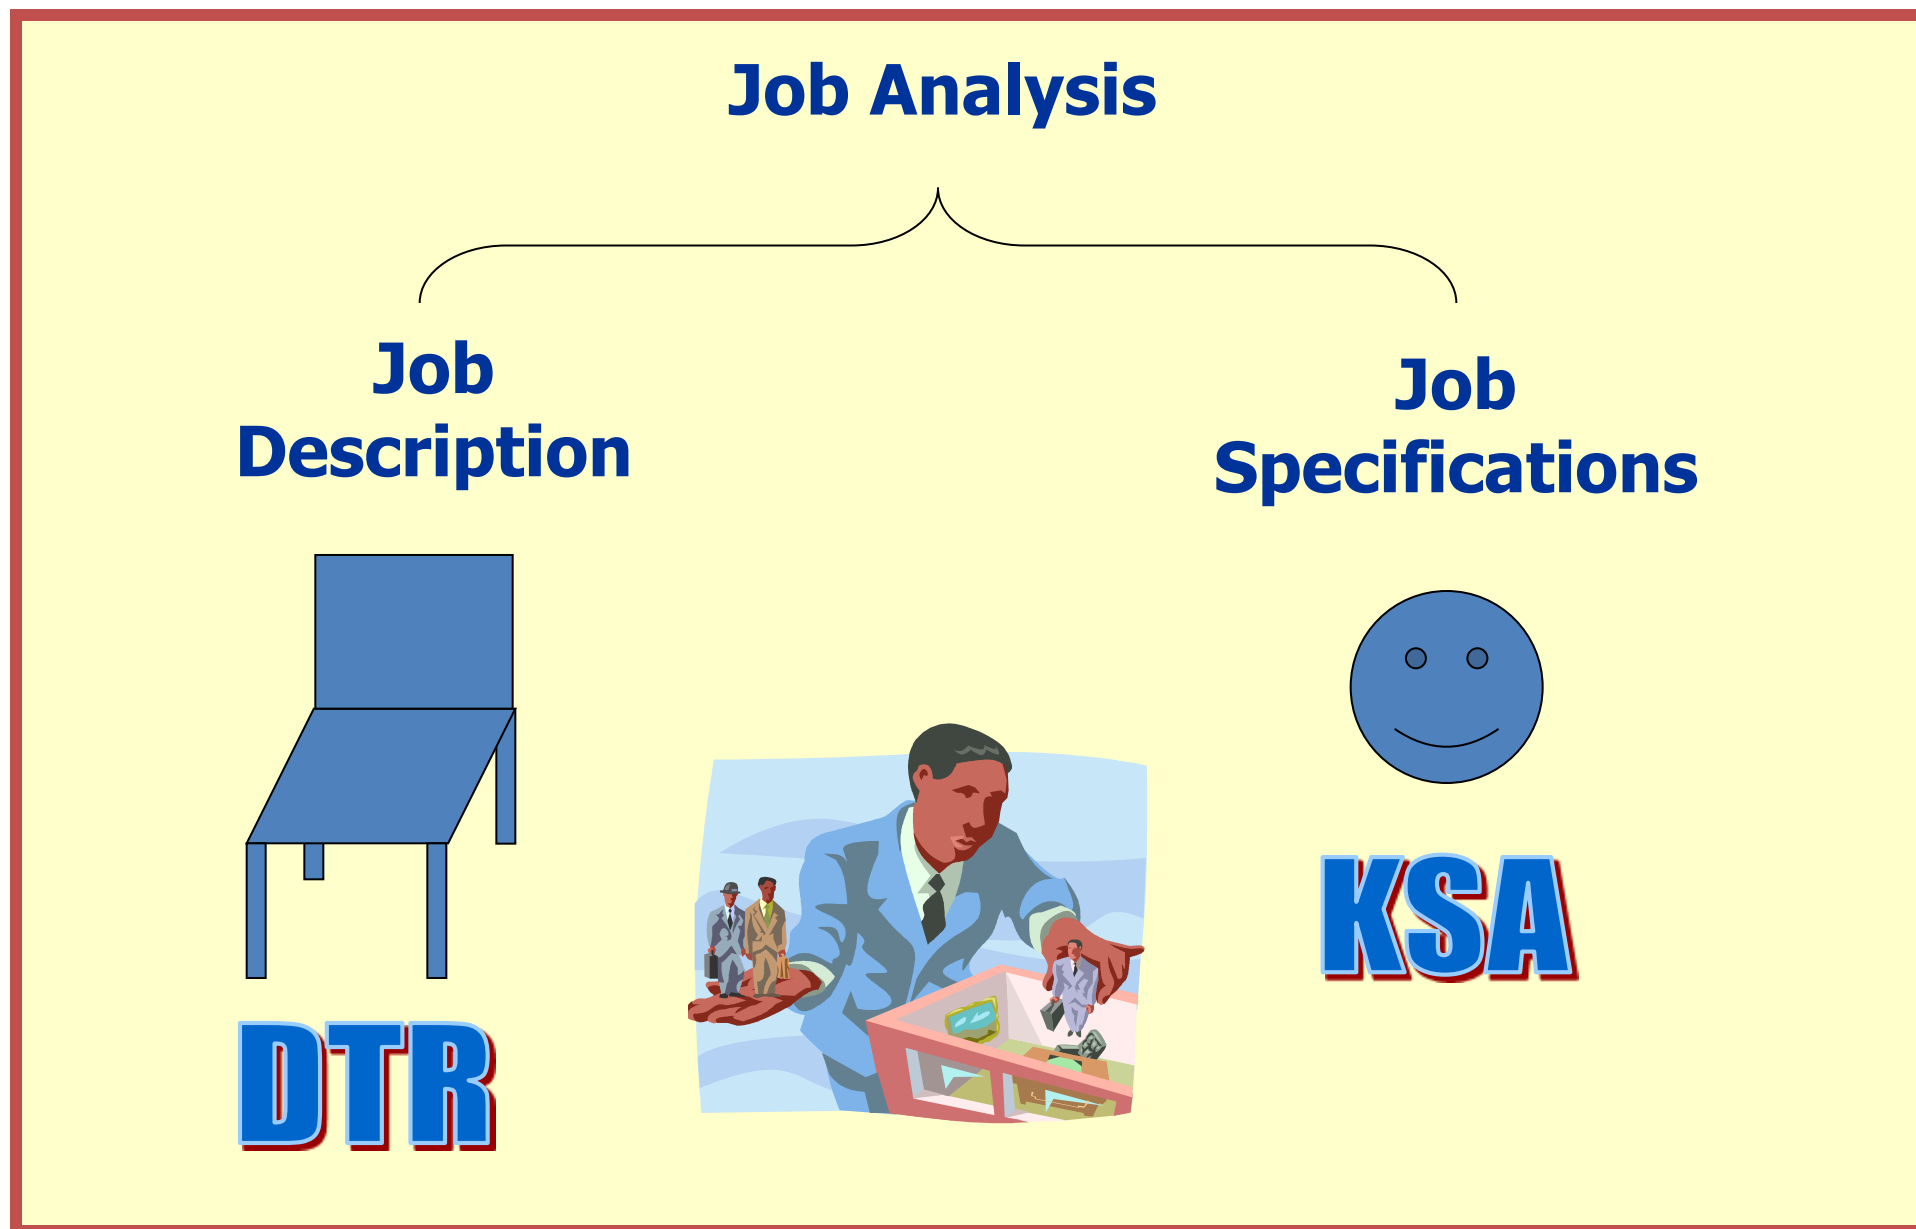 Job Analysis
Job
Description
Job
Specifications
KSA
DTR